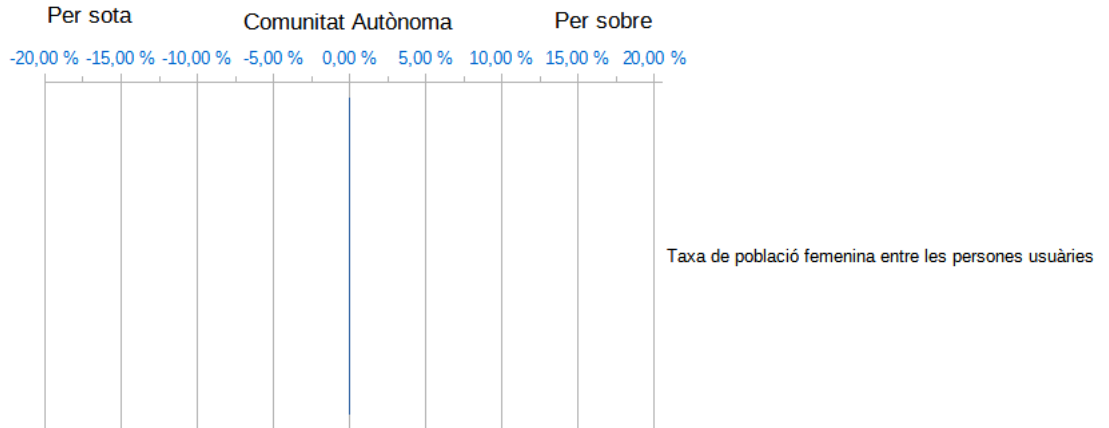 Per sota
Comunitat Autònoma
Per sobre
-20,00 % -15,00 % -10,00 % -5,00 % 0,00 % 5,00 % 10,00 % 15,00 % 20,00 %
Taxa de població femenina entre les persones usuàries